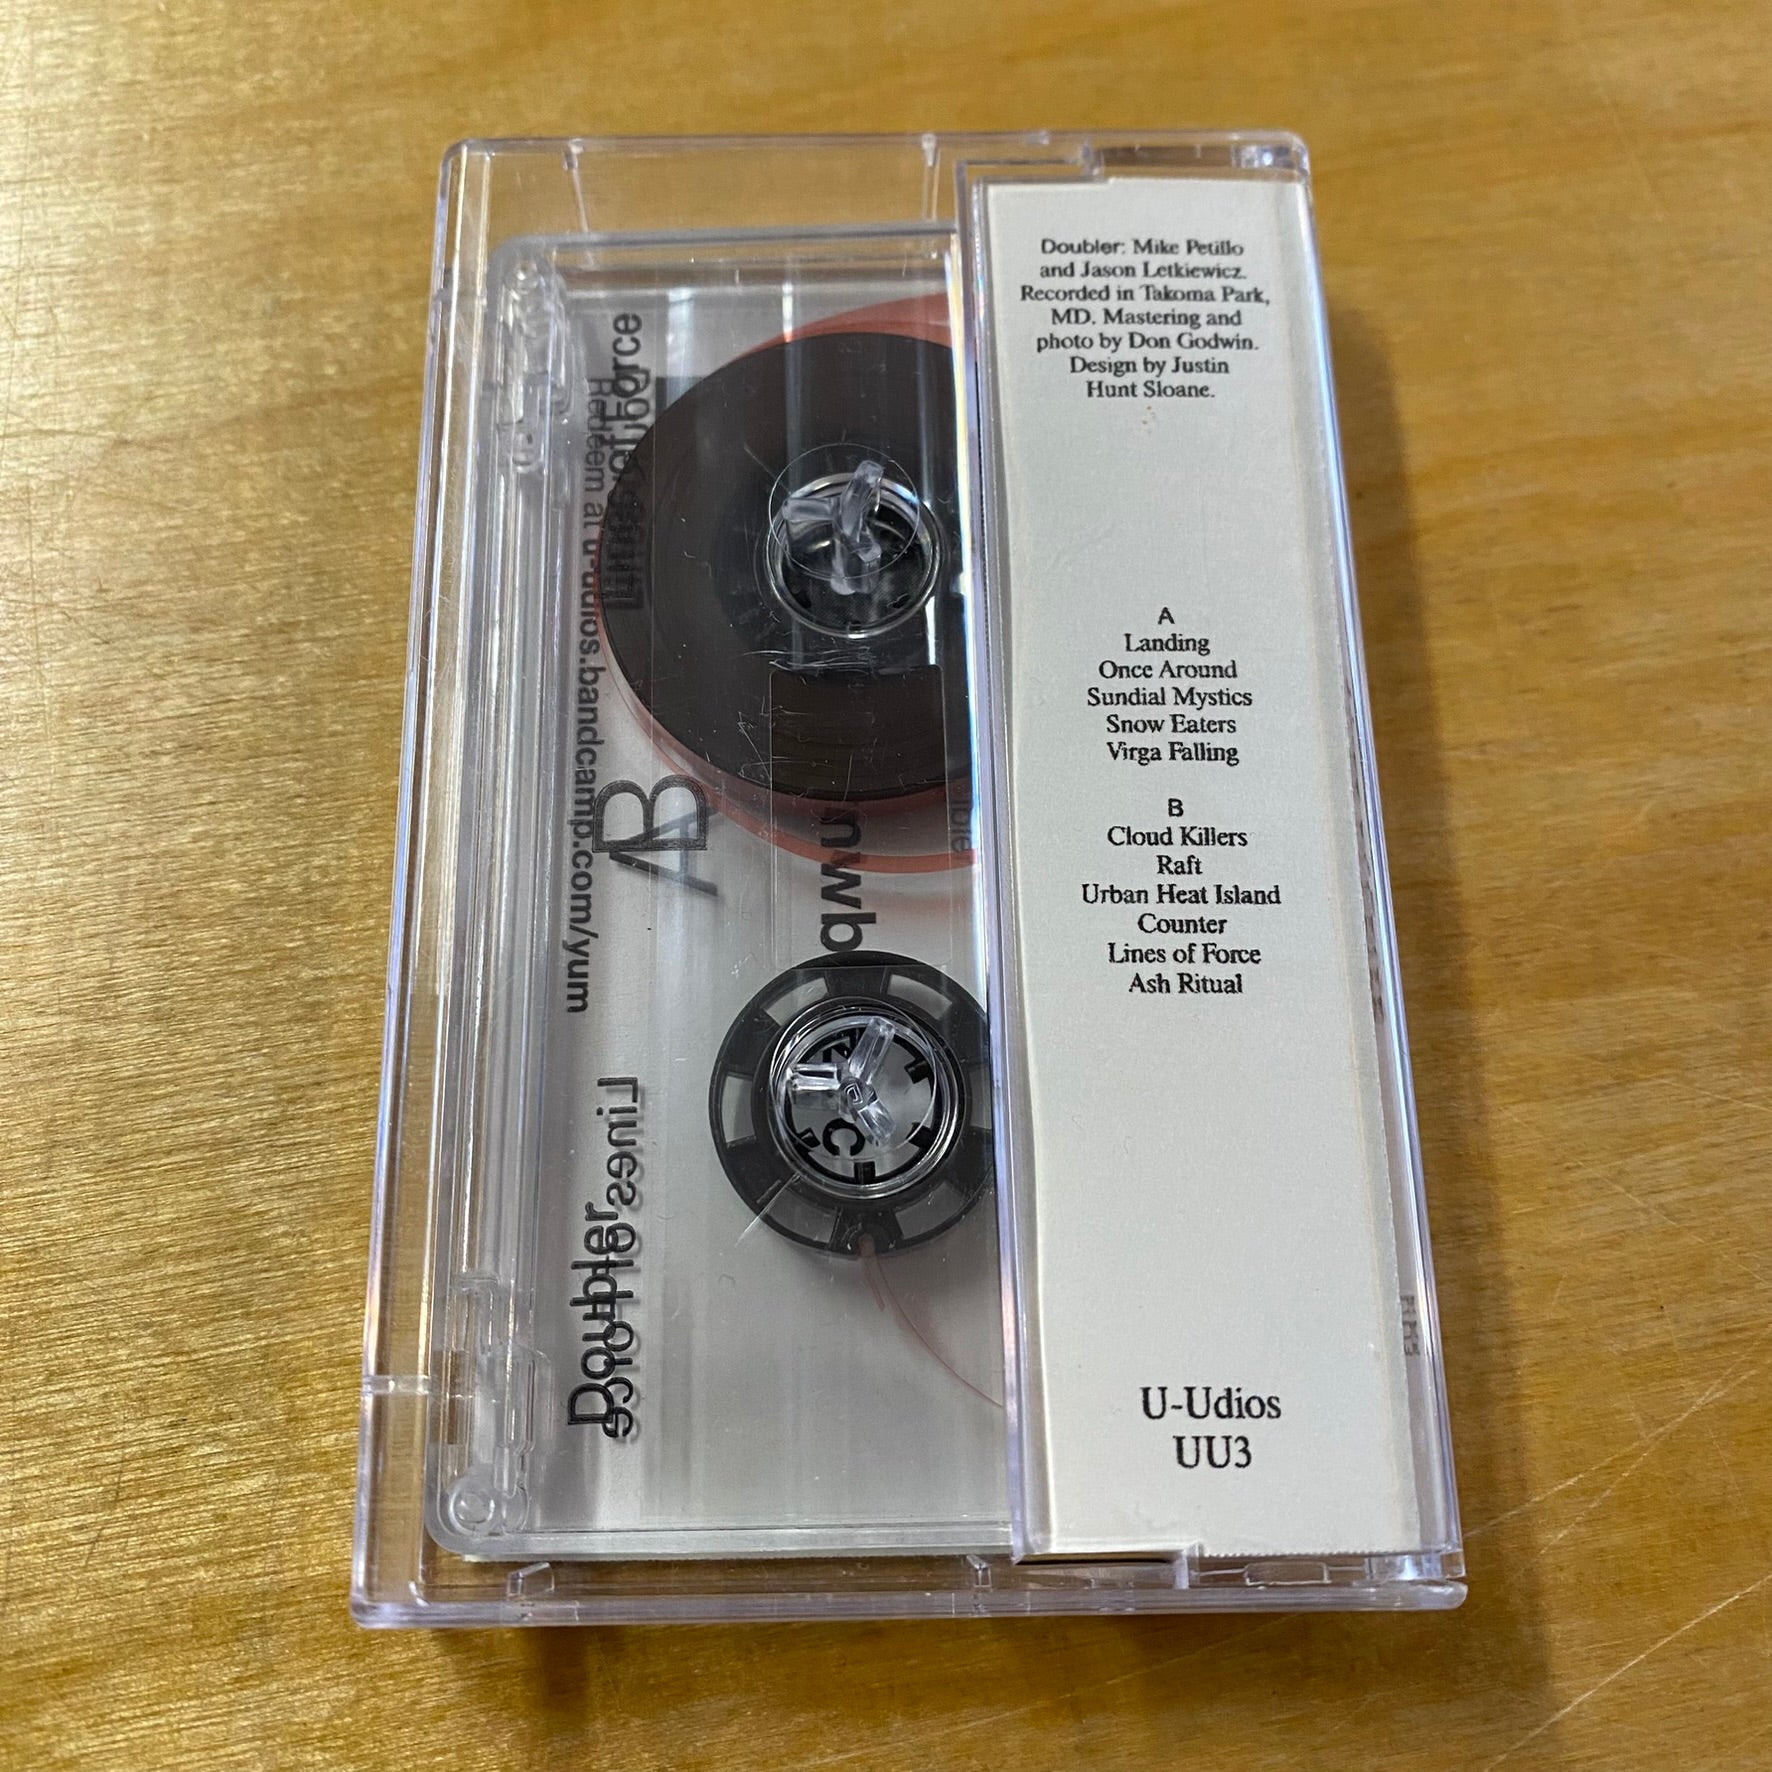 Doubler: Mike Petillo
and Jason Letkiewicz.
Recorded in Takoma Park,
MD. Mastering and
photo by Don Godwin.
Design by Justin
Hunt Sloane.
A
Landing
Once Around
Sundial Mystics
Snow Eaters
Virga Falling
B
Cloud Killers
Raft
Urban Heat Island
Counter
Lines of Force
Ash Ritual
U-Udios
UU3
Redeem at u-udios.bandcamp.com/yum
Doubler
Lines of Force
B
A